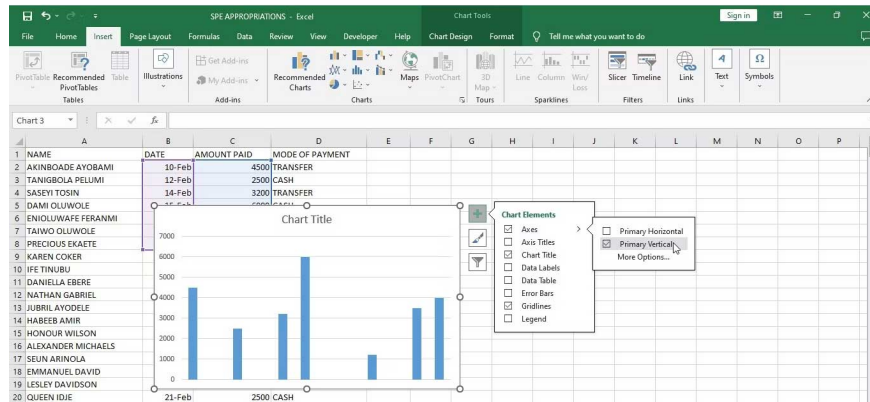 SPE APPROPRIATIONS - Excel
Chart Tools
Sign in
File Home Insert Page Layout Formulas Data Review View Developer Help Chart Design Format Tell me what you want to do
PivotTable Recommended PivotTables Table
Tables
Illustrations
Get Add-ins
My Add-ins
Add-ins
Recommended Charts
Maps PivotChart
Charts
3D Map
Tours
Line Column Win/Loss
Sparklines
Slicer Timeline
Filters
Link
Links
Text
Symbols
Ω
Chart 3
fx
A B C D E F G H I J K L M N O P
1 NAME DATE AMOUNT PAID MODE OF PAYMENT
2 AKINBOADE AYOBAMI 10-Feb 4500 TRANSFER
3 TANIGBOLA PELUMI 12-Feb 2500 CASH
4 SASEYI TOSIN 14-Feb 3200 TRANSFER
5 DAMI OLUWOLE
6 ENIOLUWAFE FERANMI
7 TAIWO OLUWOLE
8 PRECIOUS EKAETE
9 KAREN COKER
10 IFE TINUBU
11 DANIELLA EBERE
12 NATHAN GABRIEL
13 JUBRIL AYODELE
14 HABEEB AMIR
15 HONOUR WILSON
16 ALEXANDER MICHAELS
17 SEUN ARINOLA
18 EMMANUEL DAVID
19 LESLEY DAVIDSON
20 QUEEN IDJE 21-Feb 2500 CASH
Chart Title
7000
6000
5000
4000
3000
2000
1000
0
Chart Elements
Axes
Axis Titles
Chart Title
Data Labels
Data Table
Error Bars
Gridlines
Legend
Primary Horizontal
Primary Vertical
More Options...